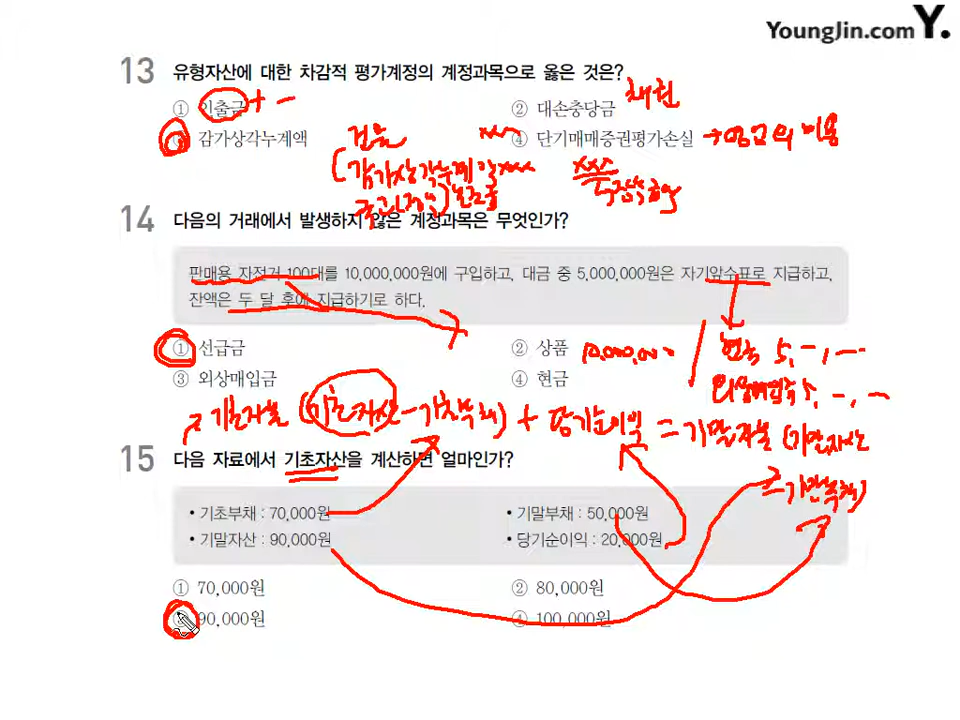 YoungJin.com Y.
13 유형자산에 대한 차감적 평가계정의 계정과목으로 옳은 것은?
① 인출금 + − ② 대손충당금 채권
감가상각누계액 건물 ④ 단기매매증권평가손실
감가상각누계액
14 다음의 거래에서 발생하지 않은 계정과목은 무엇인가?
판매용 자전거 100대를 10,000,000원에 구입하고, 대금 중 5,000,000원은 자기앞수표로 지급하고,
잔액은 두 달 후에 지급하기로 하다.
① 선급금 ② 상품 10,000,000 현금 5,
③ 외상매입금 ④ 현금 외상매입금 5,
기초자본 (기초자산 − 기초부채) + 당기순이익 = 기말자본 (기말자산
15 다음 자료에서 기초자산을 계산하면 얼마인가?
− 기말부채)
• 기초부채 : 70,000원 • 기말부채 : 50,000원
• 기말자산 : 90,000원 • 당기순이익 : 20,000원
① 70,000원 ② 80,000원
90,000원 ④ 100,000원